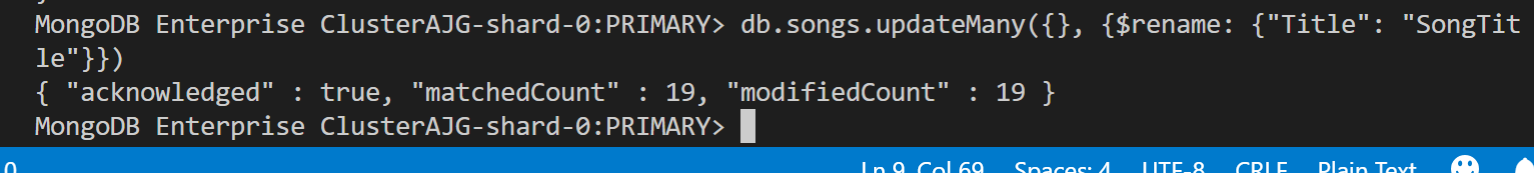 MongoDB Enterprise ClusterAJG-shard-0:PRIMARY> db.songs.updateMany({}, {$rename: {"Title": "SongTit
le"}})
{ "acknowledged" : true, "matchedCount" : 19, "modifiedCount" : 19 }
MongoDB Enterprise ClusterAJG-shard-0:PRIMARY>
0 Ln 9, Col 69 Spaces: 4 UTF-8 CRLF Plain Text